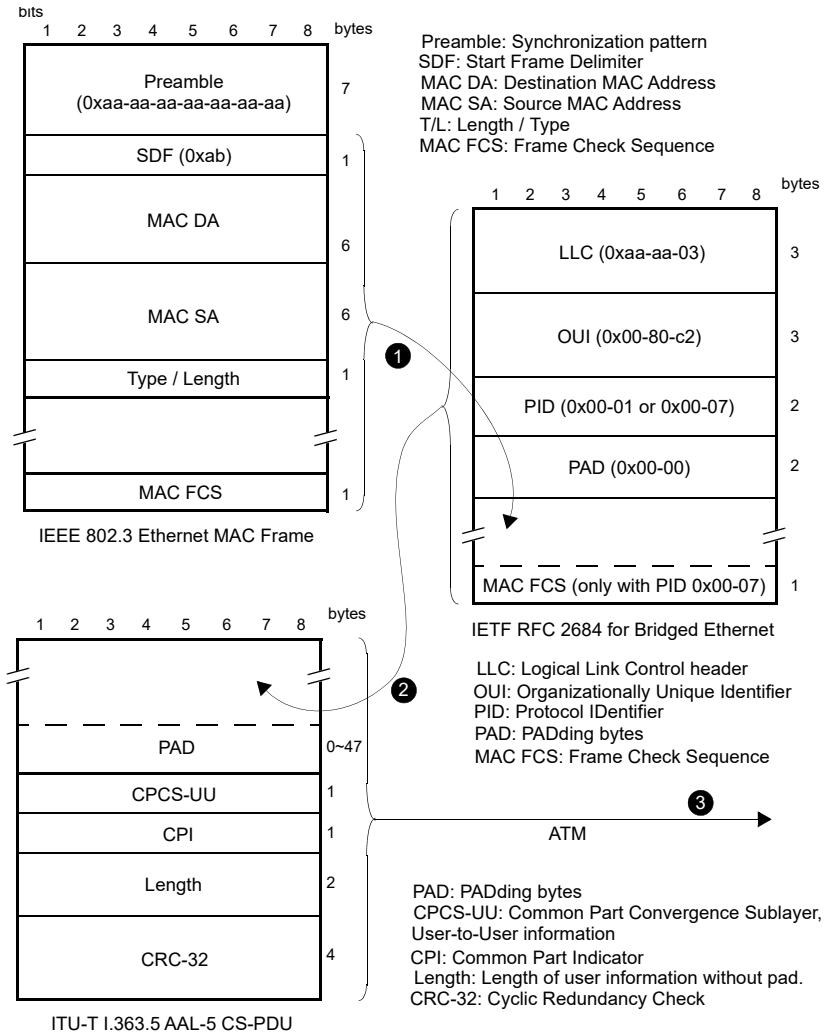 bits
1 2 3 4 5 6 7 8 bytes
Preamble
(0xaa-aa-aa-aa-aa-aa-aa)
7
SDF (0xab)
1
MAC DA
6
MAC SA
6
Type / Length
1
MAC FCS
1
IEEE 802.3 Ethernet MAC Frame
Preamble: Synchronization pattern
SDF: Start Frame Delimiter
MAC DA: Destination MAC Address
MAC SA: Source MAC Address
T/L: Length / Type
MAC FCS: Frame Check Sequence
1
1 2 3 4 5 6 7 8 bytes
LLC (0xaa-aa-03)
3
OUI (0x00-80-c2)
3
PID (0x00-01 or 0x00-07)
2
PAD (0x00-00)
2
MAC FCS (only with PID 0x00-07)
1
IETF RFC 2684 for Bridged Ethernet
LLC: Logical Link Control header
OUI: Organizationally Unique Identifier
PID: Protocol IDentifier
PAD: PADding bytes
MAC FCS: Frame Check Sequence
2
1 2 3 4 5 6 7 8 bytes
PAD
0~47
CPCS-UU
1
CPI
1
Length
2
CRC-32
4
ITU-T I.363.5 AAL-5 CS-PDU
3
ATM
PAD: PADding bytes
CPCS-UU: Common Part Convergence Sublayer,
User-to-User information
CPI: Common Part Indicator
Length: Length of user information without pad.
CRC-32: Cyclic Redundancy Check